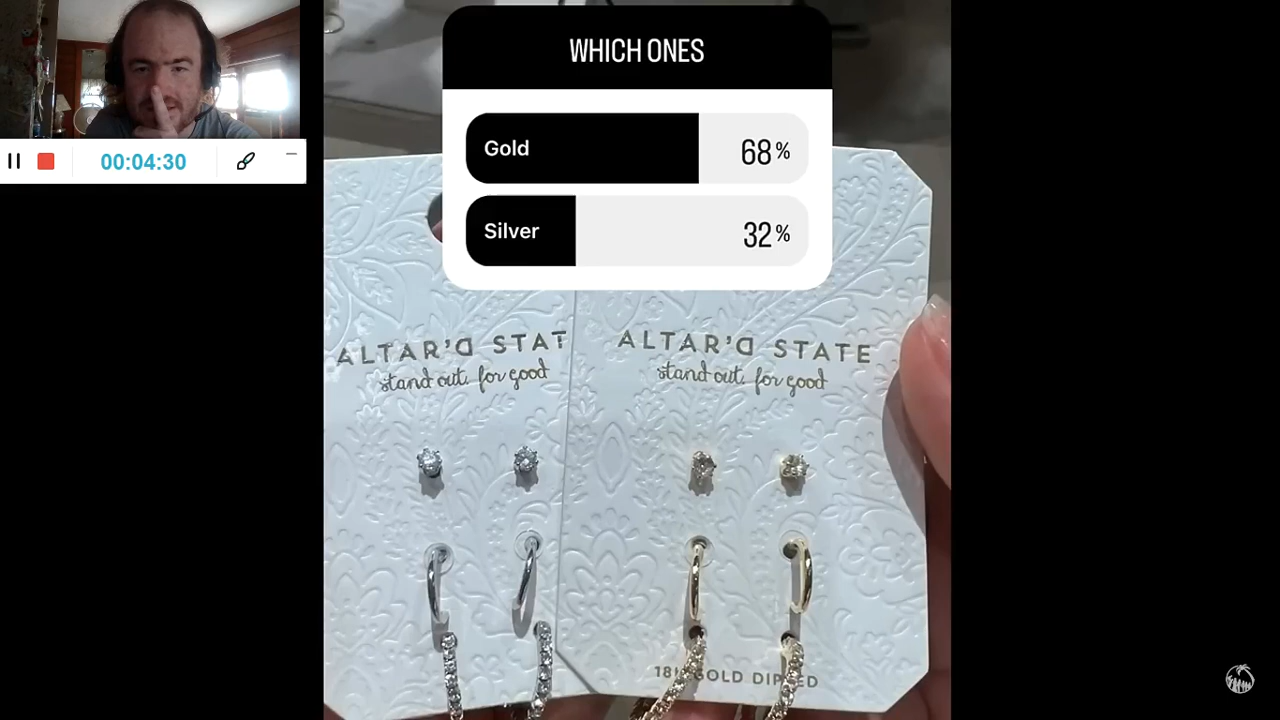 WHICH ONES
Gold 68%
Silver 32%
00:04:30
ALTAR'D STAT
stand out. for good
ALTAR'D STATE
stand out. for good
GOLD DIP